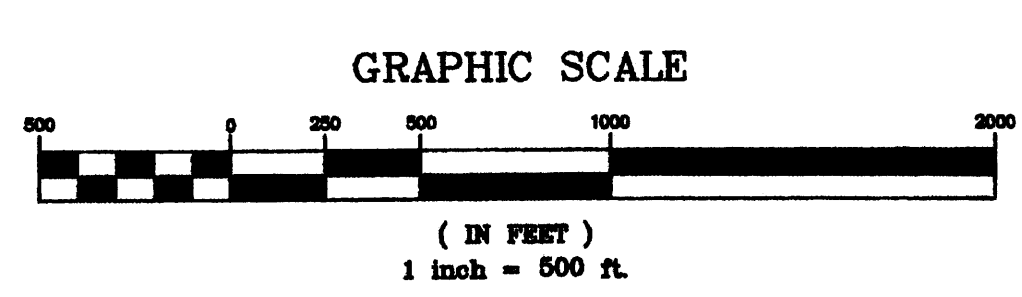 GRAPHIC SCALE
500 0 250 500 1000 2000
( IN FEET )
1 inch = 500 ft.